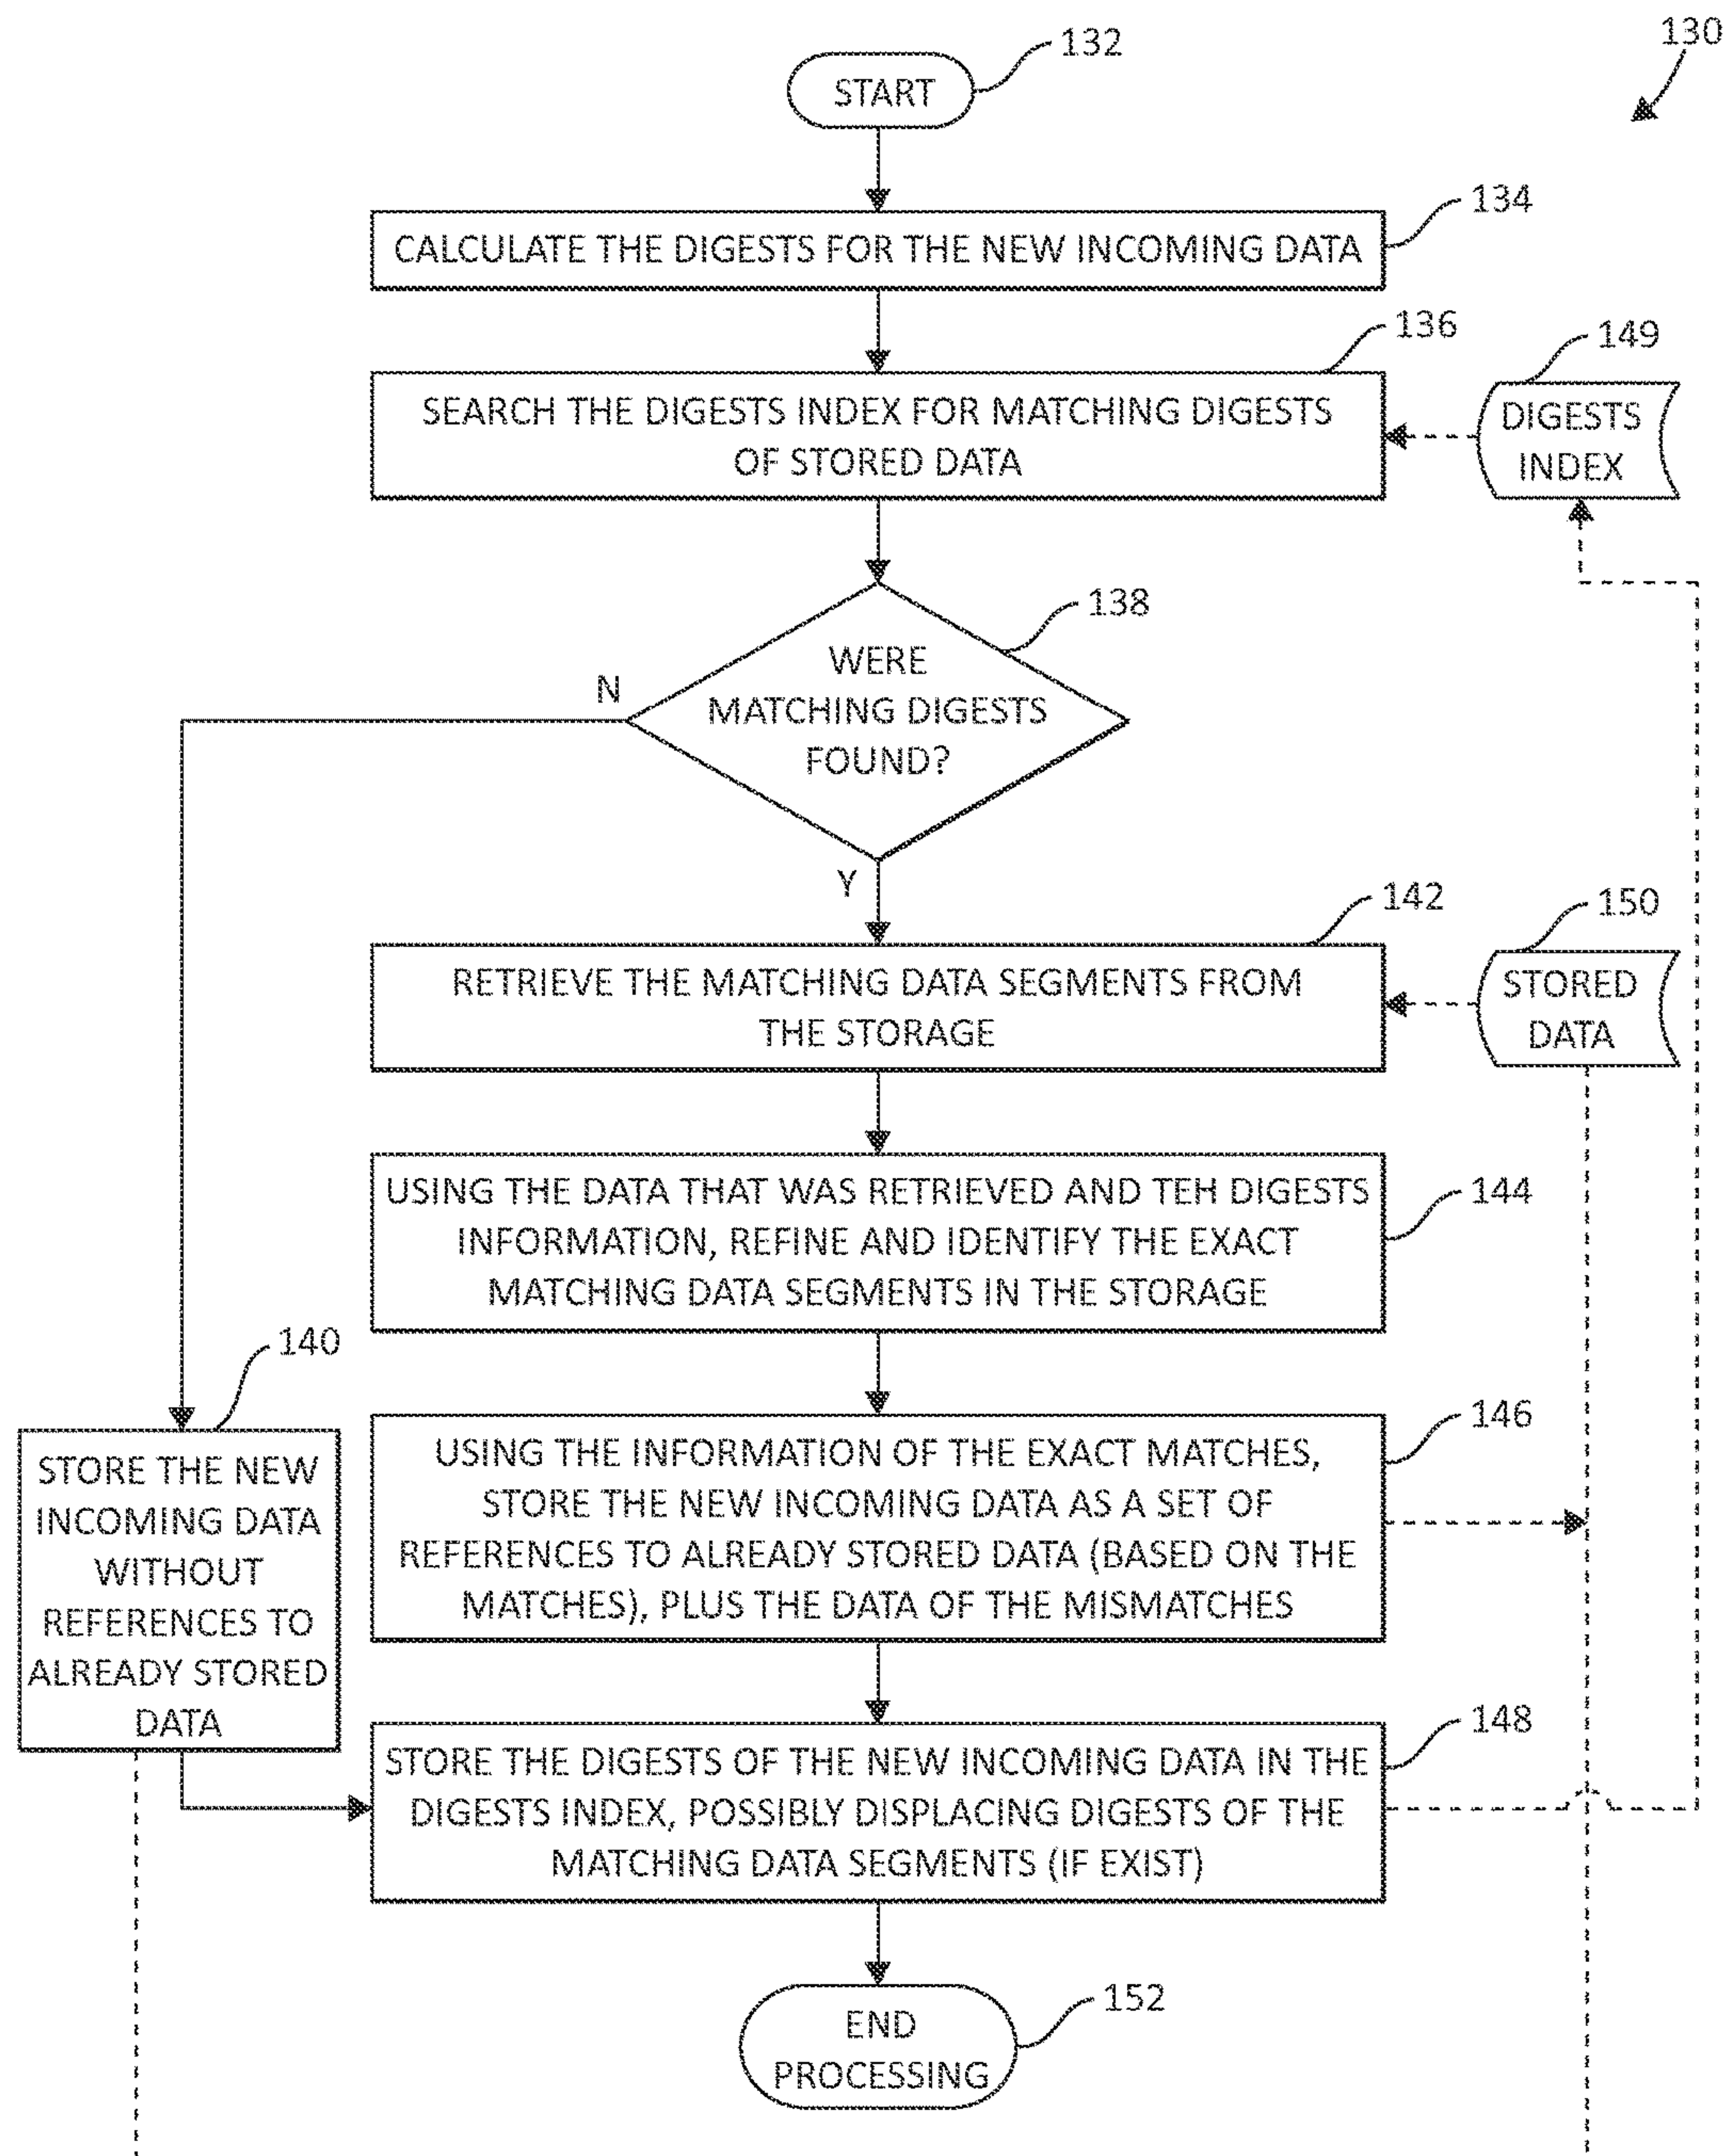 130
132
START
134
CALCULATE THE DIGESTS FOR THE NEW INCOMING DATA
136
SEARCH THE DIGESTS INDEX FOR MATCHING DIGESTS
OF STORED DATA
149
DIGESTS
INDEX
138
WERE
MATCHING DIGESTS
FOUND?
N
Y
142
RETRIEVE THE MATCHING DATA SEGMENTS FROM
THE STORAGE
150
STORED
DATA
144
USING THE DATA THAT WAS RETRIEVED AND TEH DIGESTS
INFORMATION, REFINE AND IDENTIFY THE EXACT
MATCHING DATA SEGMENTS IN THE STORAGE
140
STORE THE NEW
INCOMING DATA
WITHOUT
REFERENCES TO
ALREADY STORED
DATA
146
USING THE INFORMATION OF THE EXACT MATCHES,
STORE THE NEW INCOMING DATA AS A SET OF
REFERENCES TO ALREADY STORED DATA (BASED ON THE
MATCHES), PLUS THE DATA OF THE MISMATCHES
148
STORE THE DIGESTS OF THE NEW INCOMING DATA IN THE
DIGESTS INDEX, POSSIBLY DISPLACING DIGESTS OF THE
MATCHING DATA SEGMENTS (IF EXIST)
152
END
PROCESSING